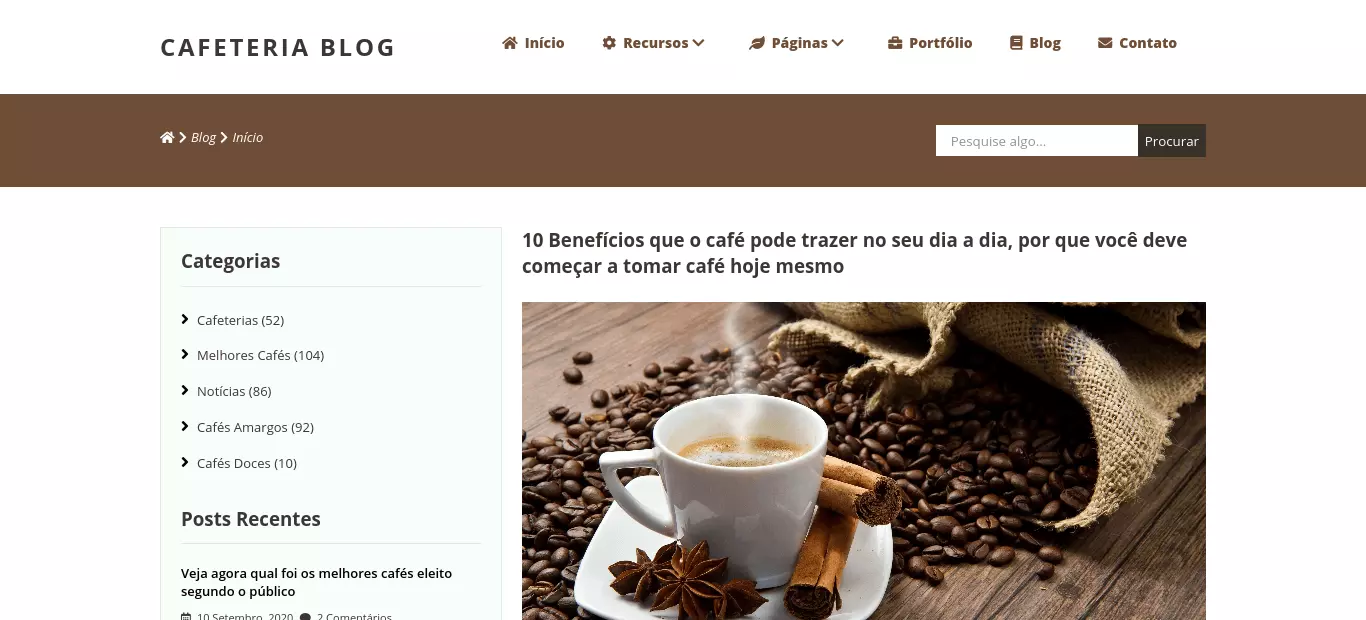 CAFETERIA BLOG
Início
Recursos
Páginas
Portfólio
Blog
Contato
Blog
Início
Pesquise algo...
Procurar
Categorias
Cafeterias (52)
Melhores Cafés (104)
Notícias (86)
Cafés Amargos (92)
Cafés Doces (10)
Posts Recentes
Veja agora qual foi os melhores cafés eleito
segundo o público
10 Setembro, 2020
2 Comentários
10 Benefícios que o café pode trazer no seu dia a dia, por que você deve
começar a tomar café hoje mesmo